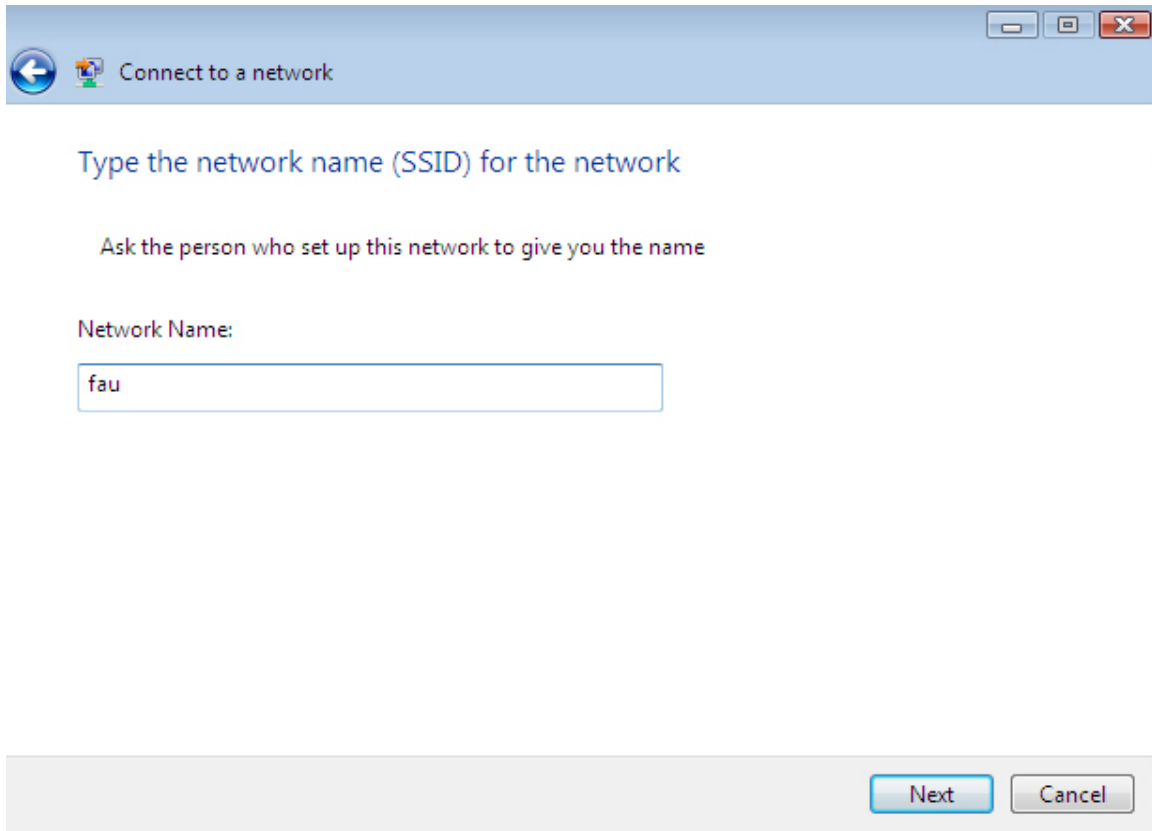 Connect to a network
Type the network name (SSID) for the network
Ask the person who set up this network to give you the name
Network Name:
fau
Next Cancel